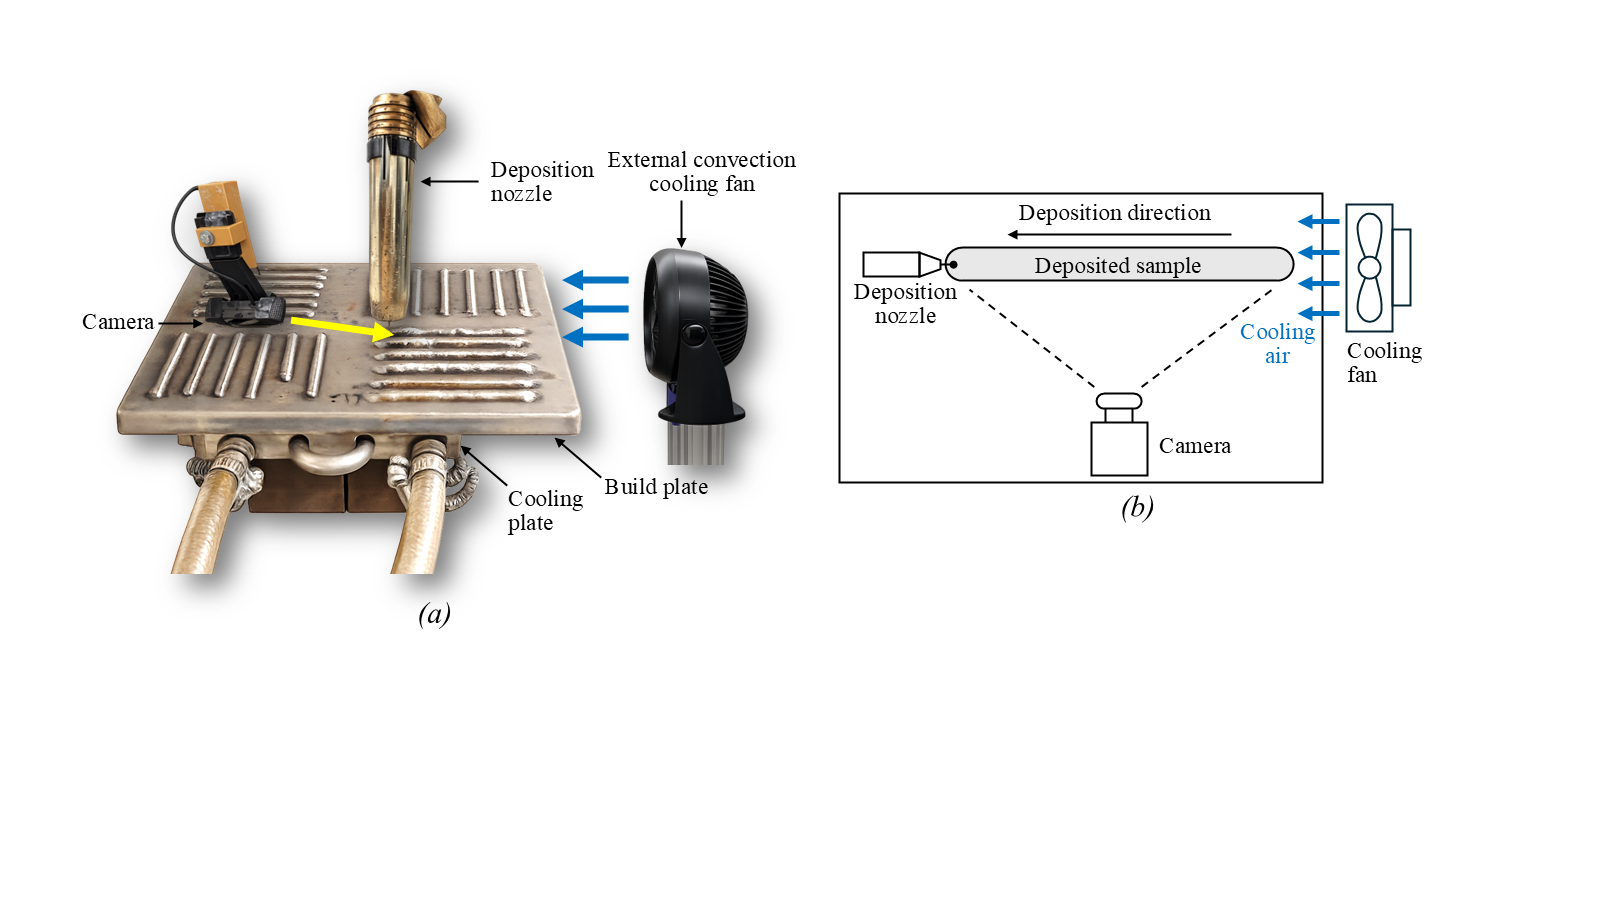 Deposition
nozzle
External convection
cooling fan
Camera
Build plate
Cooling
plate
(a)
Deposition direction
Deposited sample
Deposition
nozzle
Cooling
air
Cooling
fan
Camera
(b)